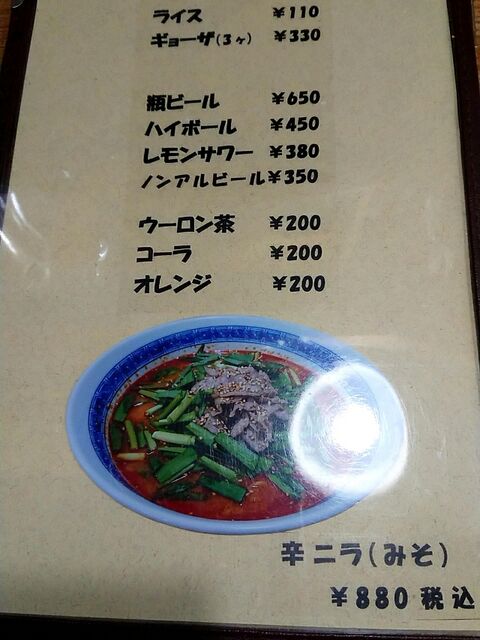 ライス ¥110
ギョーザ(3ヶ) ¥330
瓶ビール ¥650
ハイボール ¥450
レモンサワー ¥380
ノンアルビール ¥350
ウーロン茶 ¥200
コーラ ¥200
オレンジ ¥200
辛ニラ(みそ)
¥880税込